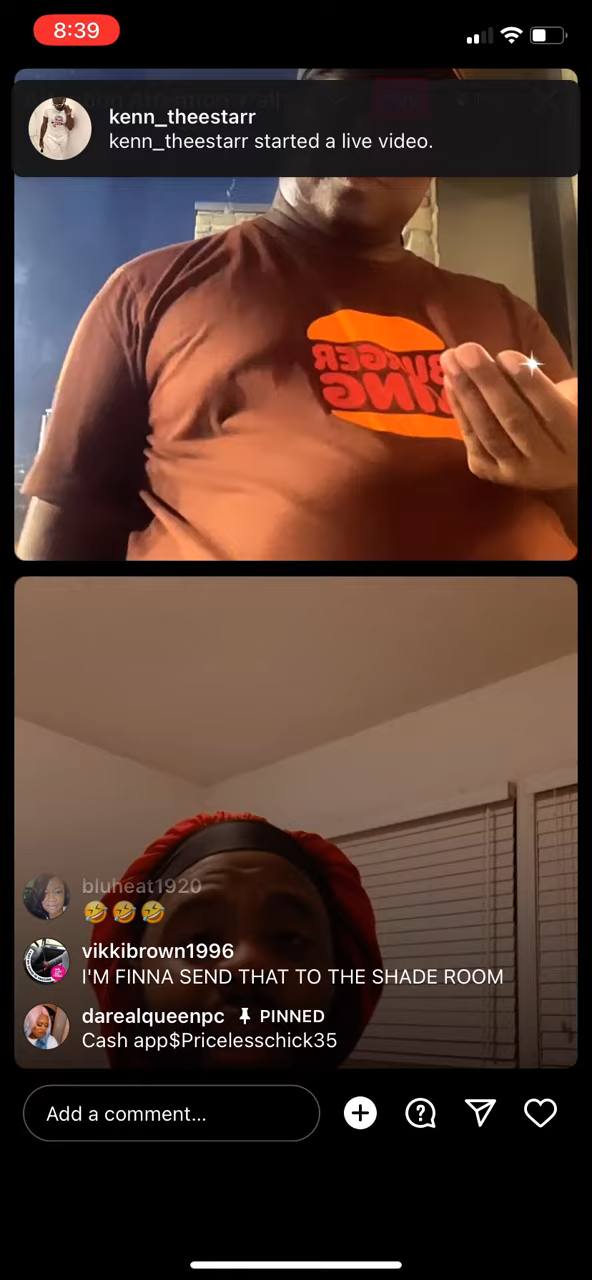 8:39
kenn_theestarr
kenn_theestarr started a live video.
BURGER
KING
bluheat1920
🤣🤣🤣
vikkibrown1996
I'M FINNA SEND THAT TO THE SHADE ROOM
darealqueenpc PINNED
Cash app$Pricelesschick35
Add a comment...